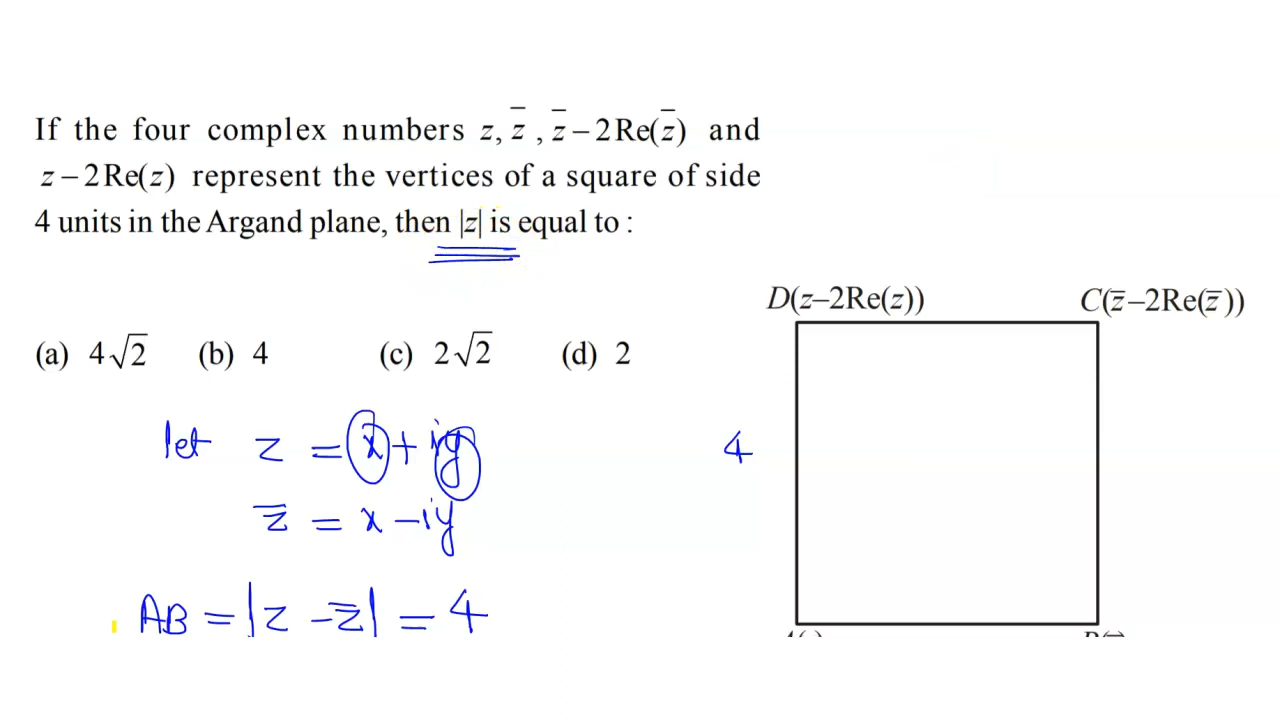 If the four complex numbers z, z̅, z̅ – 2Re(z̅) and
z – 2Re(z) represent the vertices of a square of side
4 units in the Argand plane, then |z| is equal to :
D(z–2Re(z)) C(z̅–2Re(z̅))
(a) 4√2 (b) 4 (c) 2√2 (d) 2
let z = x + iy
4
z̅ = x – iy
AB = |z – z̅| = 4